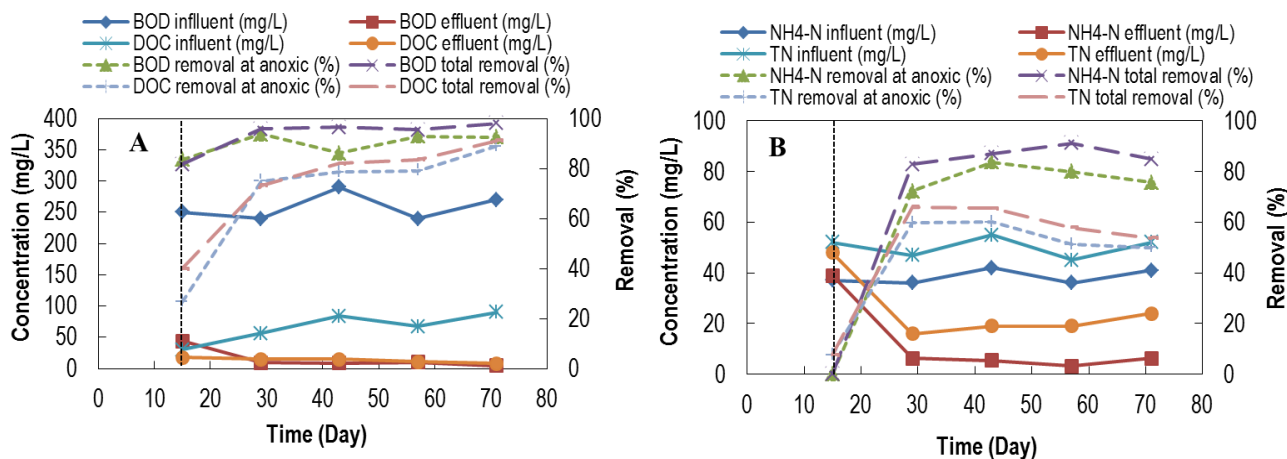 BOD influent (mg/L) BOD effluent (mg/L)
DOC influent (mg/L) DOC effluent (mg/L)
BOD removal at anoxic (%) BOD total removal (%)
DOC removal at anoxic (%) DOC total removal (%)
A
Concentration (mg/L)
400
350
300
250
200
150
100
50
0
100
80
60
40
20
0
Removal (%)
0 10 20 30 40 50 60 70 80
Time (Day)
NH4-N influent (mg/L) NH4-N effluent (mg/L)
TN influent (mg/L) TN effluent (mg/L)
NH4-N removal at anoxic (%) NH4-N total removal (%)
TN removal at anoxic (%) TN total removal (%)
B
Concentration (mg/L)
100
80
60
40
20
0
100
80
60
40
20
0
Removal (%)
0 10 20 30 40 50 60 70 80
Time (Day)